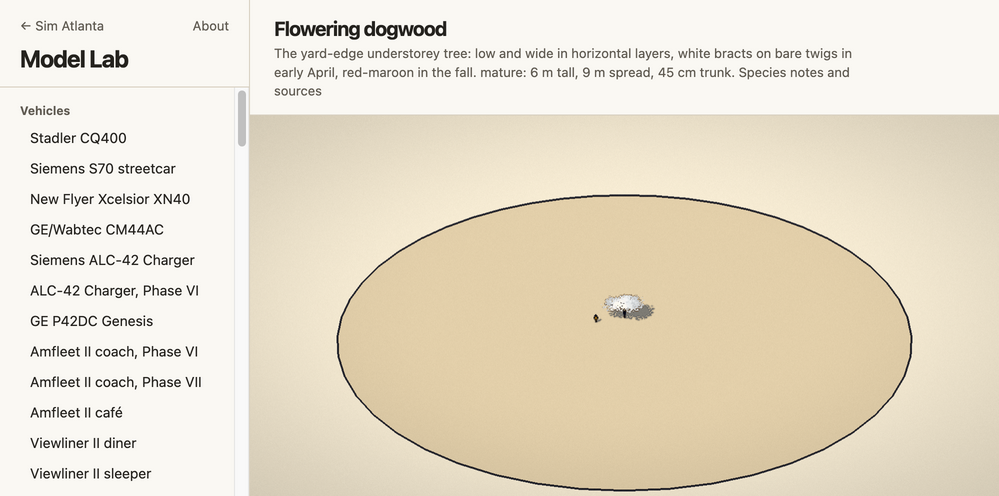 ← Sim Atlanta
About
Model Lab
Vehicles
Stadler CQ400
Siemens S70 streetcar
New Flyer Xcelsior XN40
GE/Wabtec CM44AC
Siemens ALC-42 Charger
ALC-42 Charger, Phase VI
GE P42DC Genesis
Amfleet II coach, Phase VI
Amfleet II coach, Phase VII
Amfleet II café
Viewliner II diner
Viewliner II sleeper
Flowering dogwood
The yard-edge understorey tree: low and wide in horizontal layers, white bracts on bare twigs in
early April, red-maroon in the fall. mature: 6 m tall, 9 m spread, 45 cm trunk. Species notes and
sources